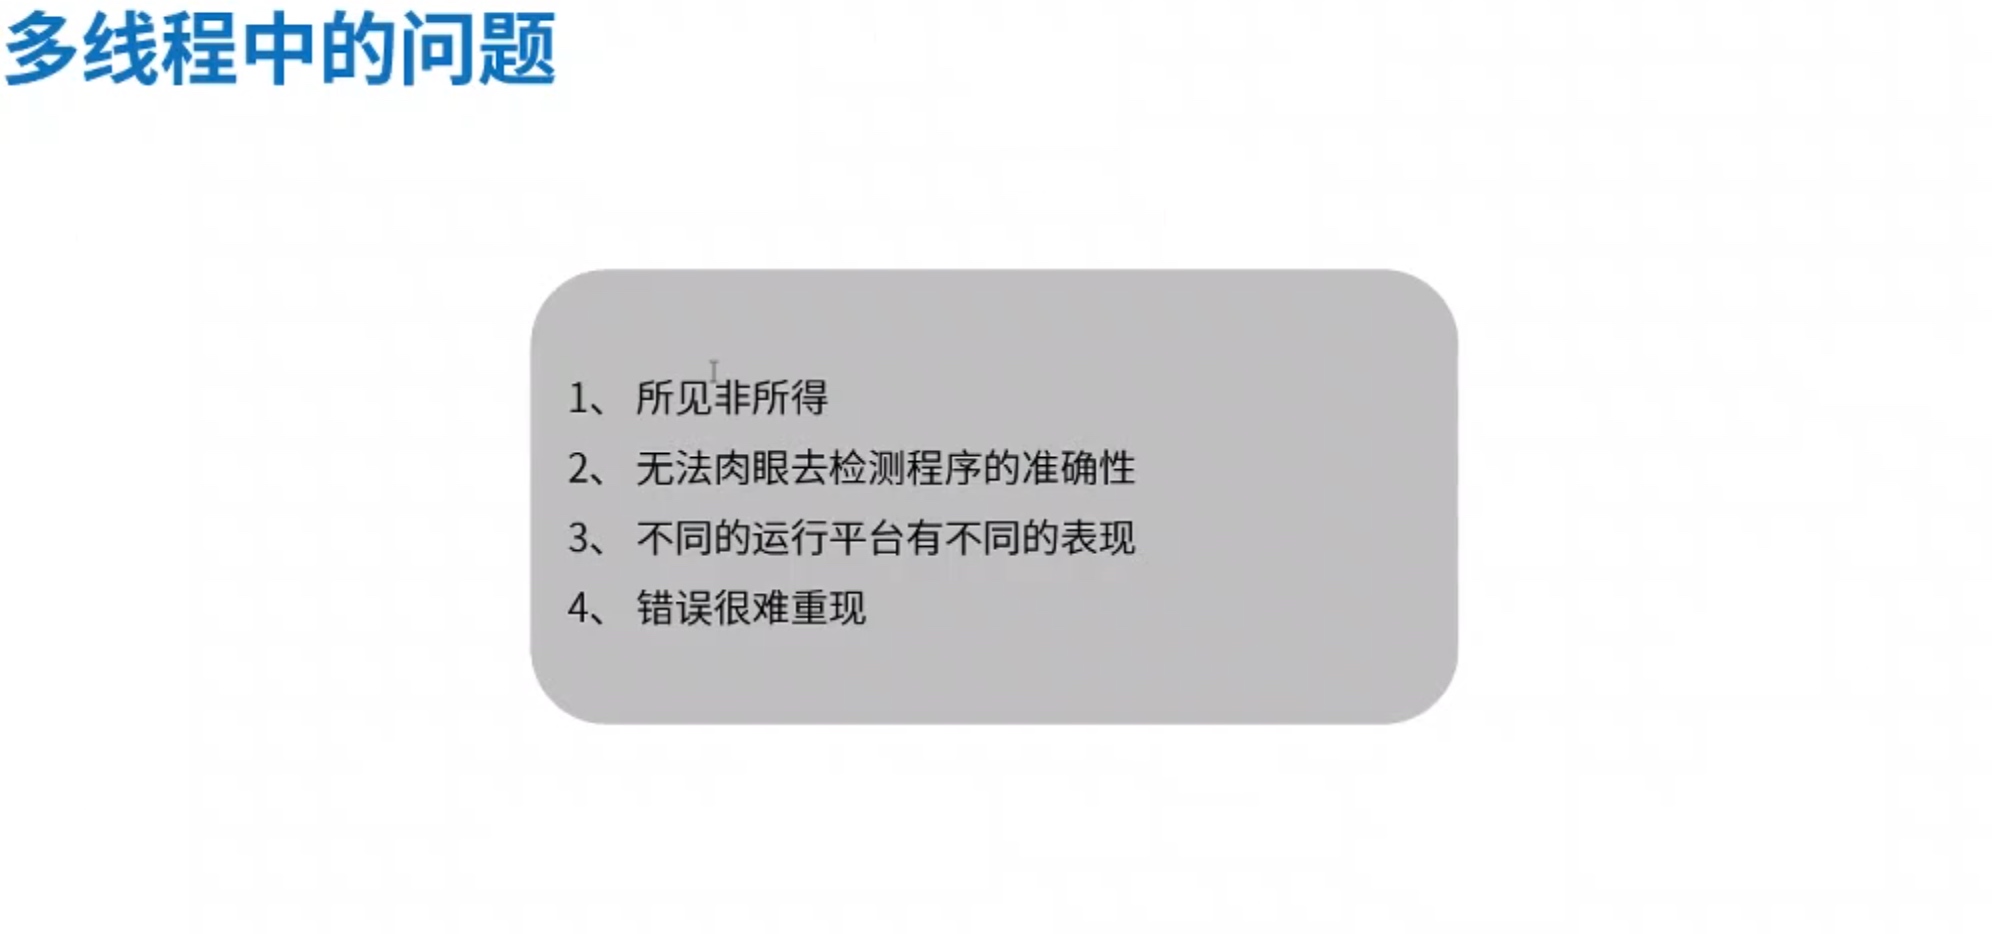 多线程中的问题
1、 所见非所得
2、 无法肉眼去检测程序的准确性
3、 不同的运行平台有不同的表现
4、 错误很难重现